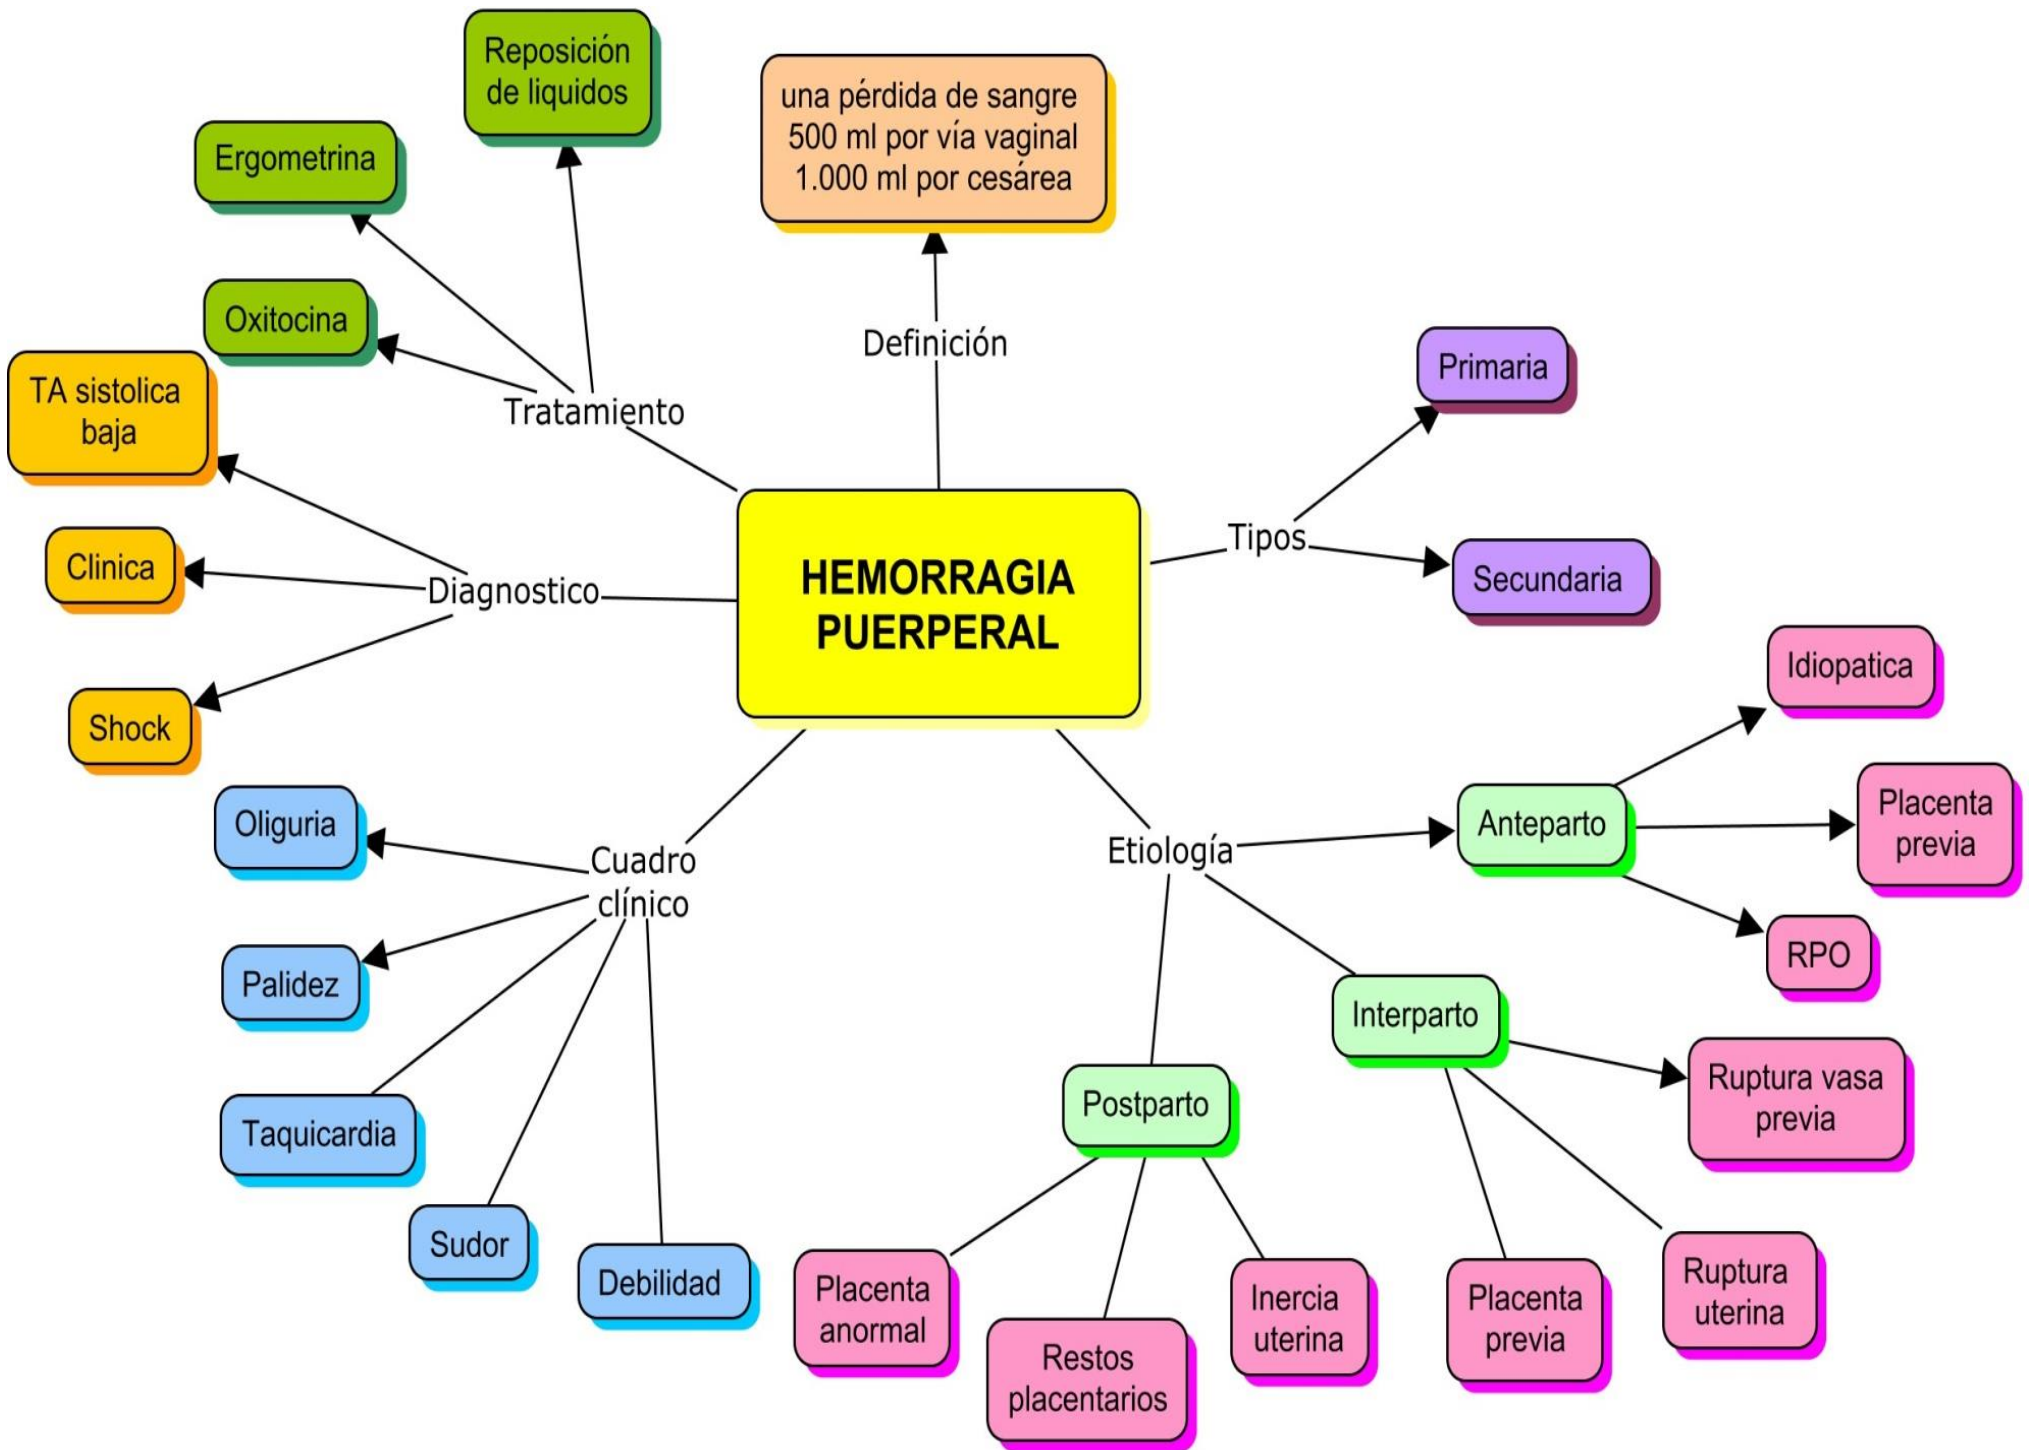 Reposición
de liquidos
una pérdida de sangre
500 ml por vía vaginal
1.000 ml por cesárea
Ergometrina
Oxitocina
Definición
Primaria
TA sistolica
baja
Tratamiento
Tipos
Clinica
Diagnostico
HEMORRAGIA
PUERPERAL
Secundaria
Shock
Idiopatica
Oliguria
Cuadro
clínico
Etiología
Anteparto
Placenta
previa
Palidez
RPO
Interparto
Taquicardia
Postparto
Ruptura vasa
previa
Sudor
Debilidad
Placenta
anormal
Restos
placentarios
Inercia
uterina
Placenta
previa
Ruptura
uterina